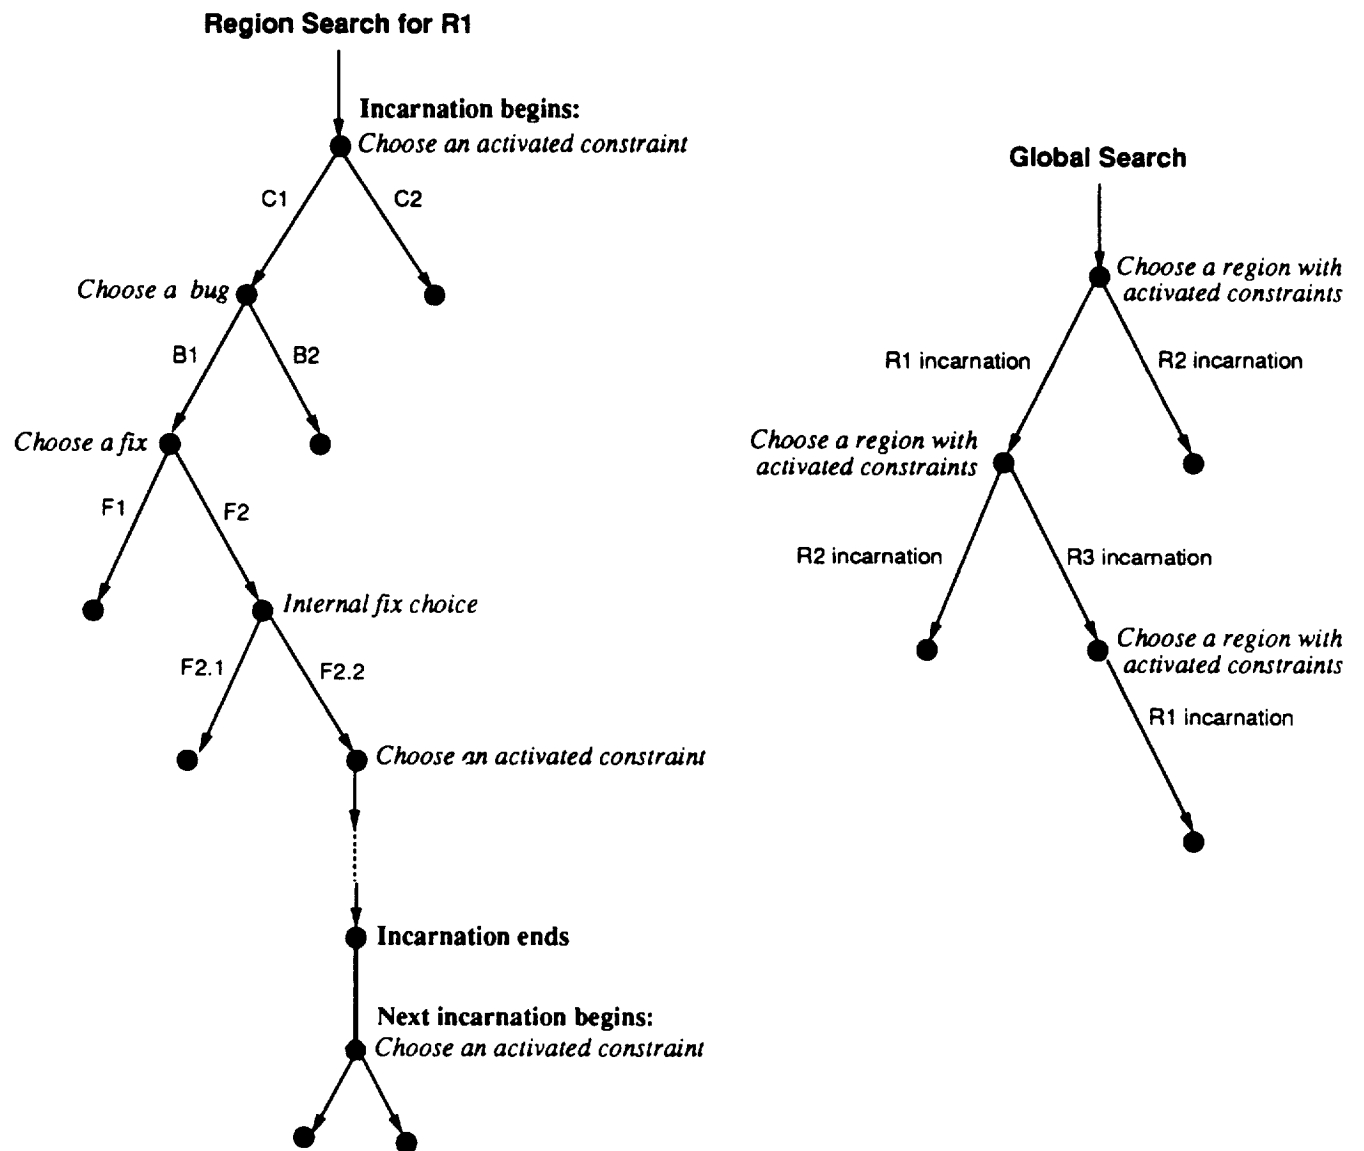 Region Search for R1
Incarnation begins:
Choose an activated constraint
C1
C2
Choose a bug
B1
B2
Choose a fix
F1
F2
Internal fix choice
F2.1
F2.2
Choose an activated constraint
Incarnation ends
Next incarnation begins:
Choose an activated constraint
Global Search
Choose a region with
activated constraints
R1 incarnation
R2 incarnation
Choose a region with
activated constraints
R2 incarnation
R3 incarnation
Choose a region with
activated constraints
R1 incarnation